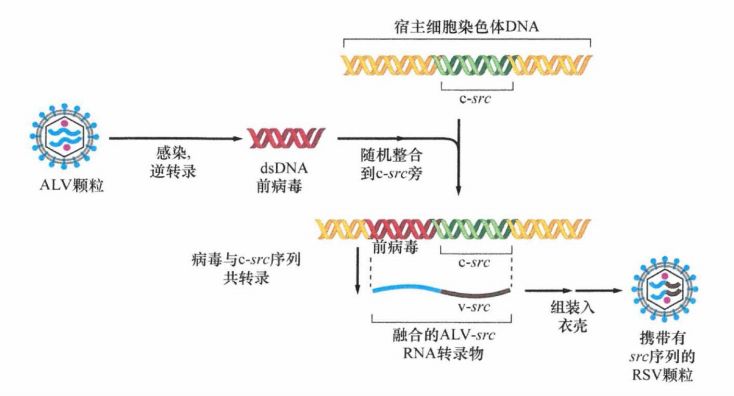 宿主细胞染色体DNA
c-src
ALV颗粒
感染,
逆转录
dsDNA
前病毒
随机整合
到c-src旁
病毒与c-src序列
共转录
前病毒
c-src
v-src
融合的ALV-src
RNA转录物
组装入
衣壳
携带有
src序列的
RSV颗粒